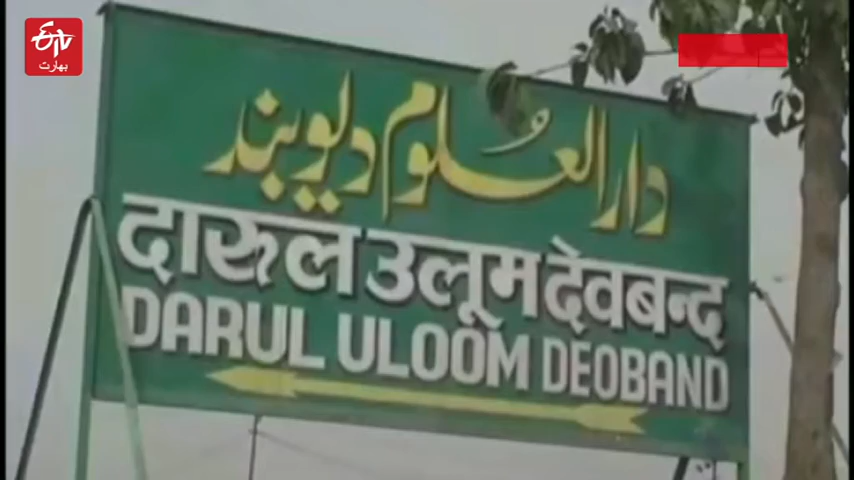 ETV
بھارت
دارالعلوم دیوبند
दारुल उलूम देवबन्द
DARUL ULOOM DEOBAND